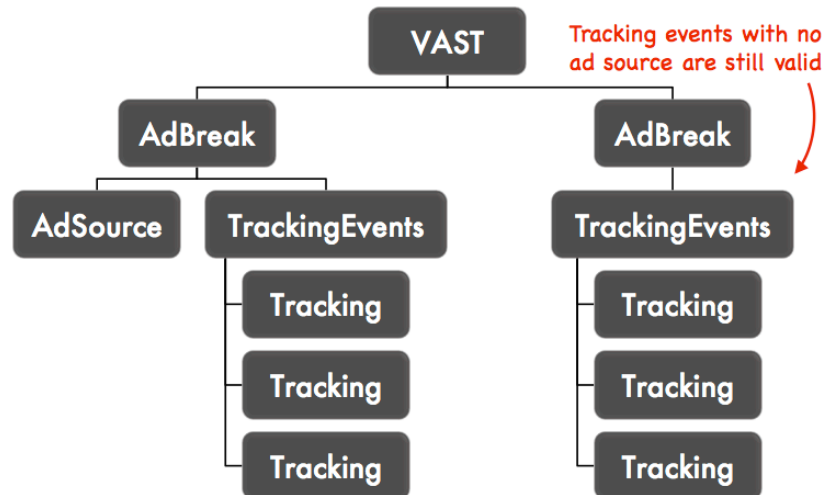 VAST
Tracking events with no
ad source are still valid
AdBreak
AdBreak
AdSource
TrackingEvents
TrackingEvents
Tracking
Tracking
Tracking
Tracking
Tracking
Tracking